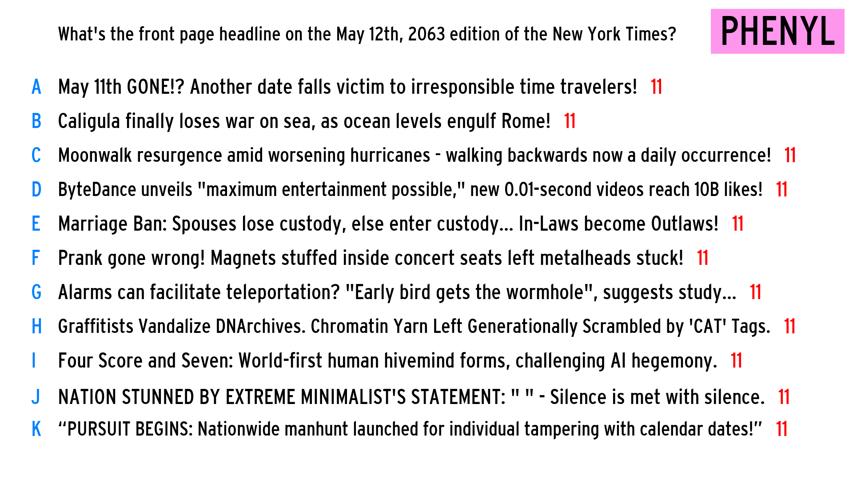 What's the front page headline on the May 12th, 2063 edition of the New York Times?
PHENYL
A May 11th GONE!? Another date falls victim to irresponsible time travelers! 11
B Caligula finally loses war on sea, as ocean levels engulf Rome! 11
C Moonwalk resurgence amid worsening hurricanes - walking backwards now a daily occurrence! 11
D ByteDance unveils "maximum entertainment possible," new 0.01-second videos reach 10B likes! 11
E Marriage Ban: Spouses lose custody, else enter custody... In-Laws become Outlaws! 11
F Prank gone wrong! Magnets stuffed inside concert seats left metalheads stuck! 11
G Alarms can facilitate teleportation? "Early bird gets the wormhole", suggests study... 11
H Graffitists Vandalize DNArchives. Chromatin Yarn Left Generationally Scrambled by 'CAT' Tags. 11
I Four Score and Seven: World-first human hivemind forms, challenging AI hegemony. 11
J NATION STUNNED BY EXTREME MINIMALIST'S STATEMENT: " " - Silence is met with silence. 11
K “PURSUIT BEGINS: Nationwide manhunt launched for individual tampering with calendar dates!” 11